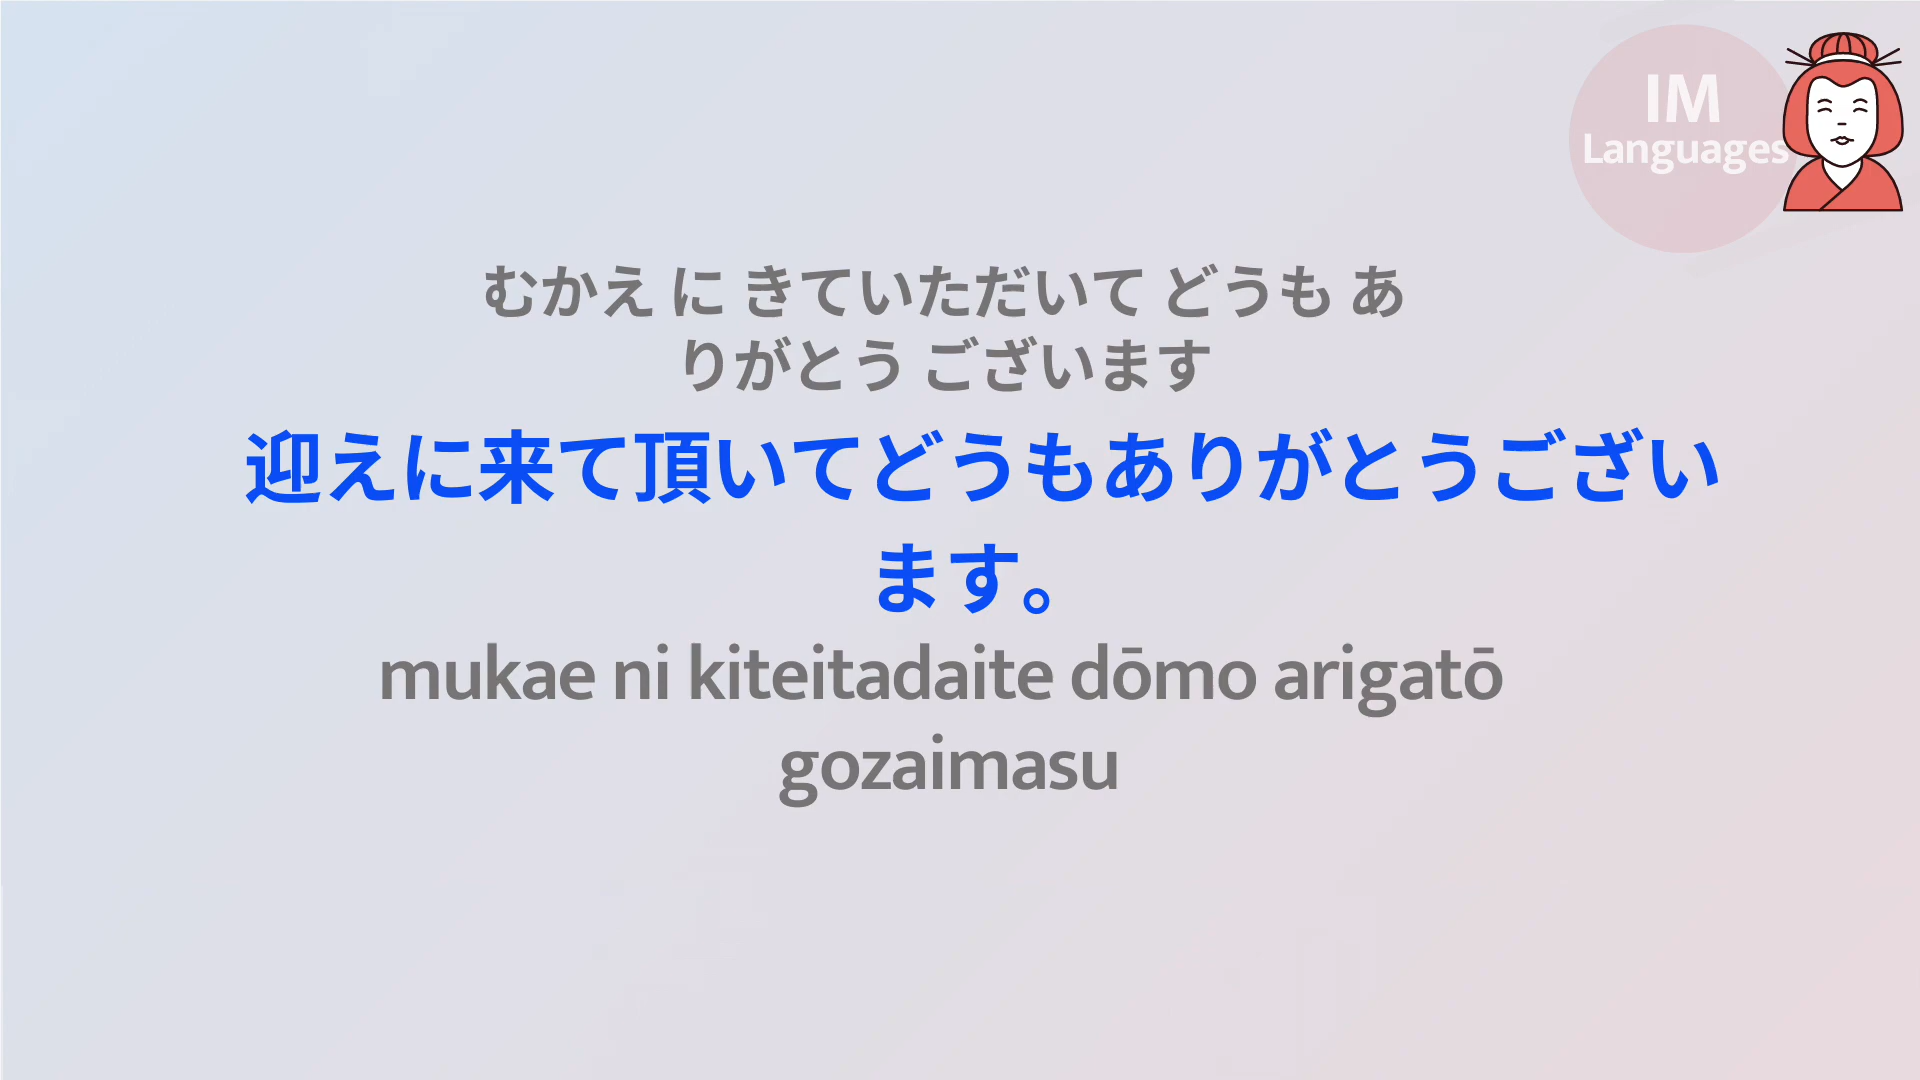 IM
Languages
むかえ に きていただいて どうも あ
りがとう ございます
迎えに来て頂いてどうもありがとうござい
ます。
mukae ni kiteitadaite dōmo arigatō
gozaimasu